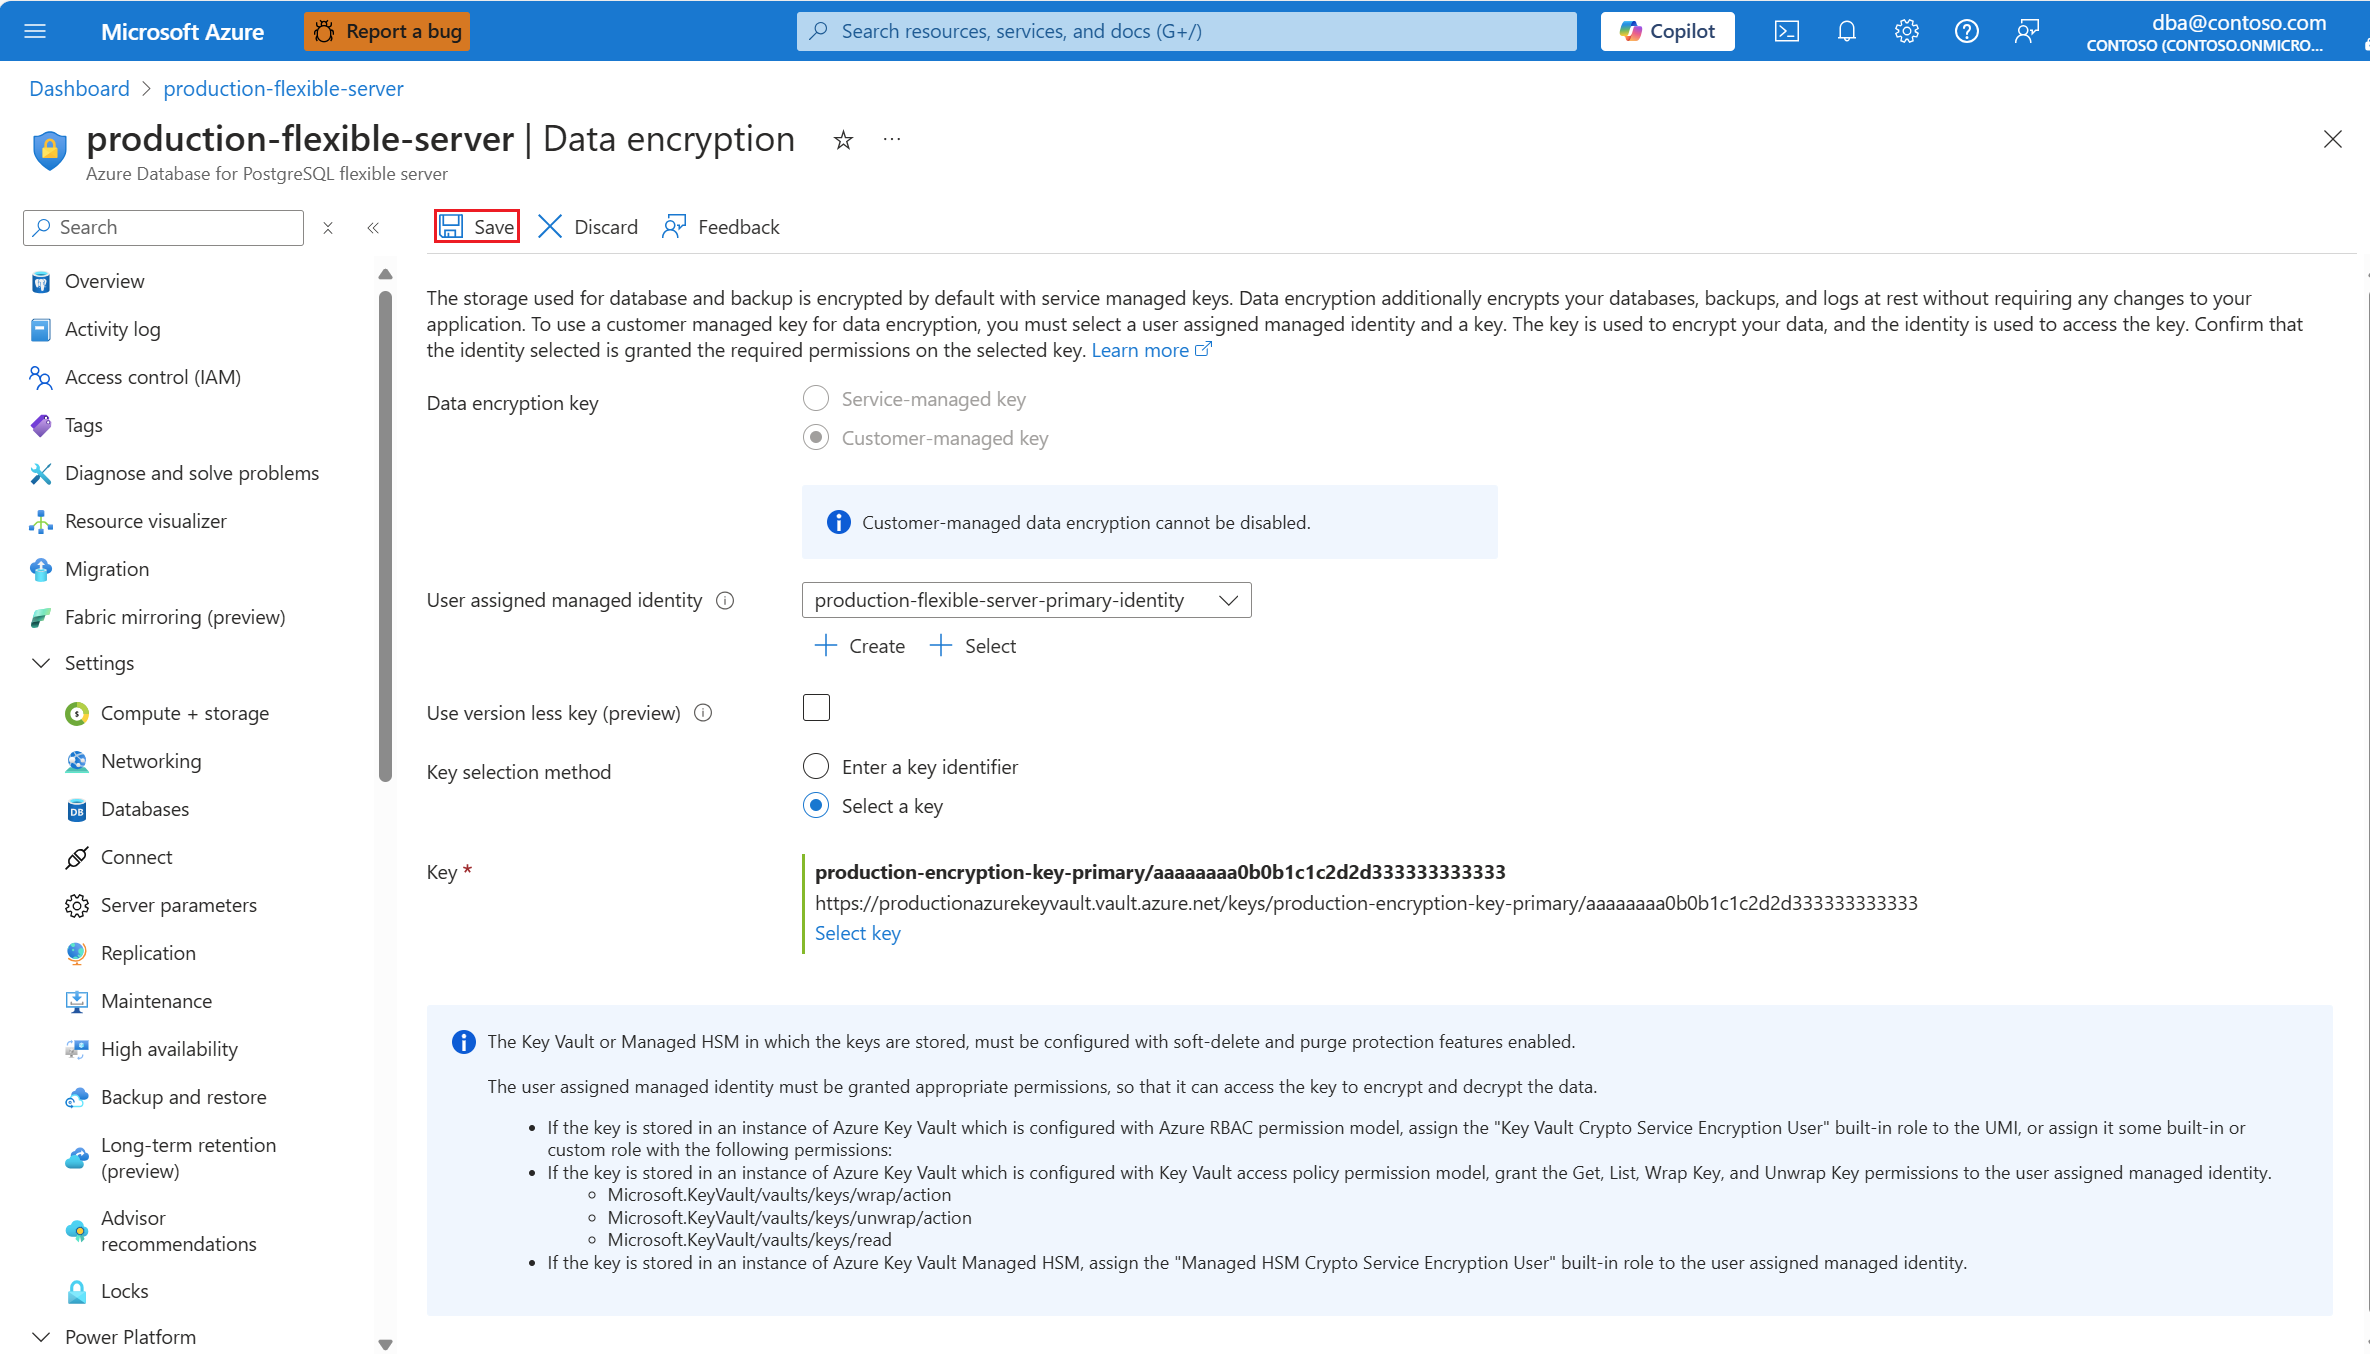 Microsoft Azure
Report a bug
Search resources, services, and docs (G+/)
Copilot
dba@contoso.com
CONTOSO (CONTOSO.ONMICRO...
Dashboard > production-flexible-server
production-flexible-server | Data encryption
Azure Database for PostgreSQL flexible server
Search
Save
Discard
Feedback
Overview
Activity log
Access control (IAM)
Tags
Diagnose and solve problems
Resource visualizer
Migration
Fabric mirroring (preview)
Settings
Compute + storage
Networking
Databases
Connect
Server parameters
Replication
Maintenance
High availability
Backup and restore
Long-term retention
(preview)
Advisor
recommendations
Locks
Power Platform
The storage used for database and backup is encrypted by default with service managed keys. Data encryption additionally encrypts your databases, backups, and logs at rest without requiring any changes to your
application. To use a customer managed key for data encryption, you must select a user assigned managed identity and a key. The key is used to encrypt your data, and the identity is used to access the key. Confirm that
the identity selected is granted the required permissions on the selected key. Learn more
Data encryption key
Service-managed key
Customer-managed key
Customer-managed data encryption cannot be disabled.
User assigned managed identity
production-flexible-server-primary-identity
Create
Select
Use version less key (preview)
Key selection method
Enter a key identifier
Select a key
Key *
production-encryption-key-primary/aaaaaaaa0b0b1c1c2d2d333333333333
https://productionazurekeyvault.vault.azure.net/keys/production-encryption-key-primary/aaaaaaaa0b0b1c1c2d2d333333333333
Select key
The Key Vault or Managed HSM in which the keys are stored, must be configured with soft-delete and purge protection features enabled.
The user assigned managed identity must be granted appropriate permissions, so that it can access the key to encrypt and decrypt the data.
• If the key is stored in an instance of Azure Key Vault which is configured with Azure RBAC permission model, assign the "Key Vault Crypto Service Encryption User" built-in role to the UMI, or assign it some built-in or
custom role with the following permissions:
• If the key is stored in an instance of Azure Key Vault which is configured with Key Vault access policy permission model, grant the Get, List, Wrap Key, and Unwrap Key permissions to the user assigned managed identity.
◦ Microsoft.KeyVault/vaults/keys/wrap/action
◦ Microsoft.KeyVault/vaults/keys/unwrap/action
◦ Microsoft.KeyVault/vaults/keys/read
• If the key is stored in an instance of Azure Key Vault Managed HSM, assign the "Managed HSM Crypto Service Encryption User" built-in role to the user assigned managed identity.